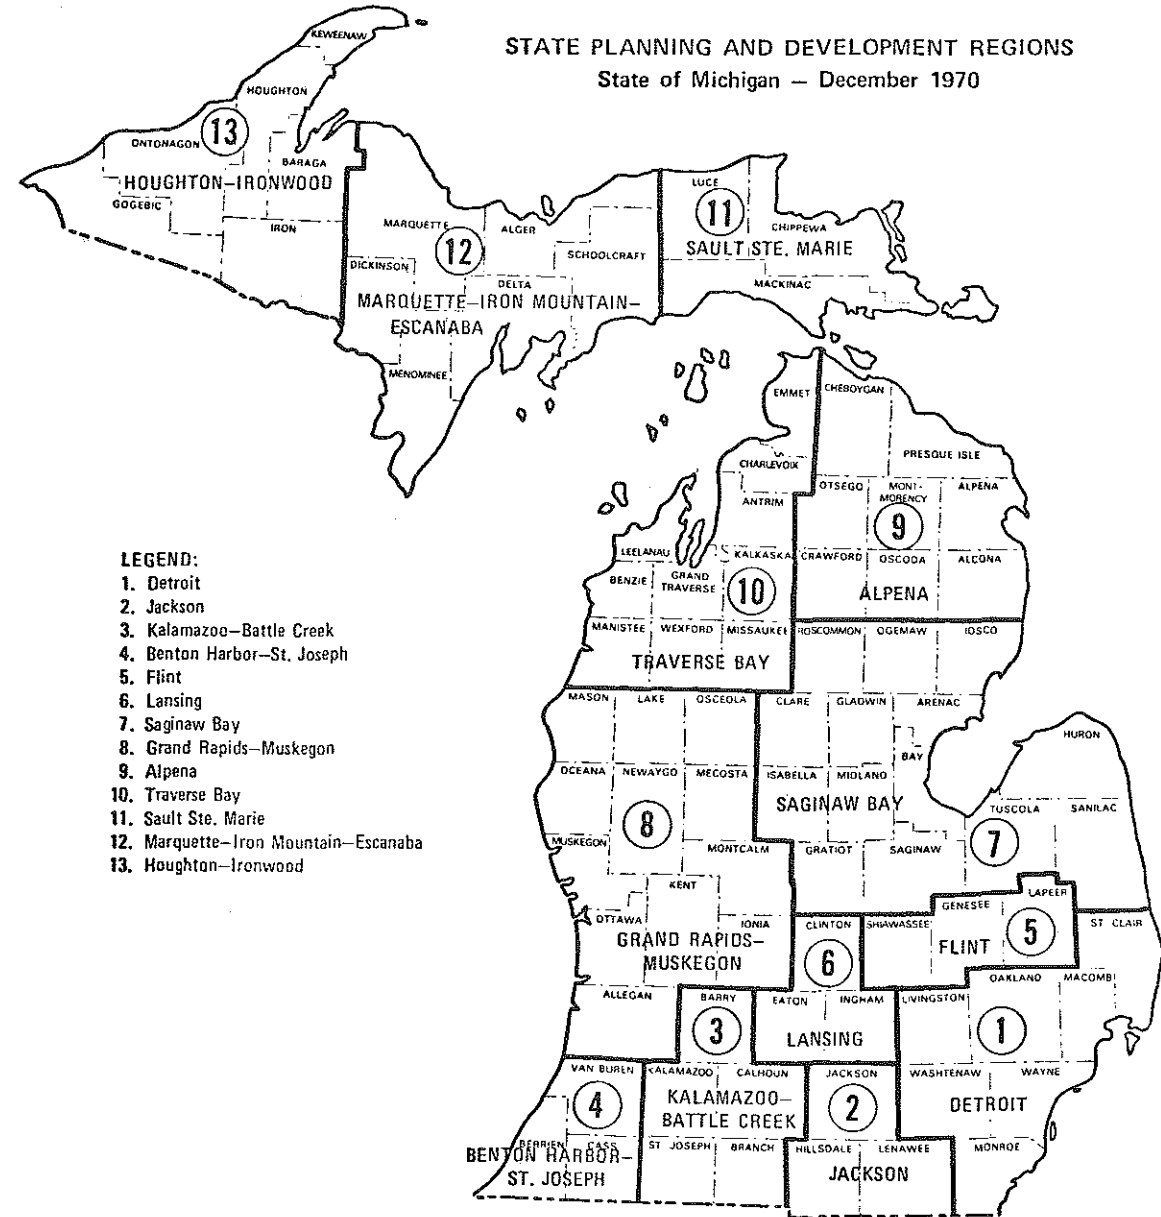 STATE PLANNING AND DEVELOPMENT REGIONS
State of Michigan — December 1970
KEWEENAW
HOUGHTON
13
ONTONAGON
BARAGA
HOUGHTON–IRONWOOD
GOGEBIC
IRON
MARQUETTE
12
ALGER
SCHOOLCRAFT
DICKINSON
DELTA
MARQUETTE–IRON MOUNTAIN–
ESCANABA
MENOMINEE
LUCE
11
CHIPPEWA
SAULT STE. MARIE
MACKINAC
EMMET
CHEBOYGAN
PRESQUE ISLE
CHARLEVOIX
ANTRIM
OTSEGO
MONT-
MORENCY
ALPENA
9
LEELANAU
KALKASKA
CRAWFORD
OSCODA
ALCONA
BENZIE
GRAND
TRAVERSE
10
ALPENA
MANISTEE
WEXFORD
MISSAUKEE
ROSCOMMON
OGEMAW
IOSCO
TRAVERSE BAY
MASON
LAKE
OSCEOLA
CLARE
GLADWIN
ARENAC
HURON
BAY
OCEANA
NEWAYGO
MECOSTA
ISABELLA
MIDLAND
SAGINAW BAY
TUSCOLA
SANILAC
8
7
MUSKEGON
MONTCALM
GRATIOT
SAGINAW
KENT
LAPEER
GENESEE
OTTAWA
IONIA
CLINTON
SHIAWASSEE
5
ST CLAIR
GRAND RAPIDS–
MUSKEGON
6
FLINT
OAKLAND
MACOMB
ALLEGAN
BARRY
EATON
INGHAM
LIVINGSTON
3
LANSING
1
VAN BUREN
KALAMAZOO
CALHOUN
JACKSON
WASHTENAW
WAYNE
4
KALAMAZOO–
BATTLE CREEK
2
DETROIT
BERRIEN
CASS
ST JOSEPH
BRANCH
HILLSDALE
LENAWEE
MONROE
BENTON HARBOR–
ST. JOSEPH
JACKSON
LEGEND:
1. Detroit
2. Jackson
3. Kalamazoo–Battle Creek
4. Benton Harbor–St. Joseph
5. Flint
6. Lansing
7. Saginaw Bay
8. Grand Rapids–Muskegon
9. Alpena
10. Traverse Bay
11. Sault Ste. Marie
12. Marquette–Iron Mountain–Escanaba
13. Houghton–Ironwood